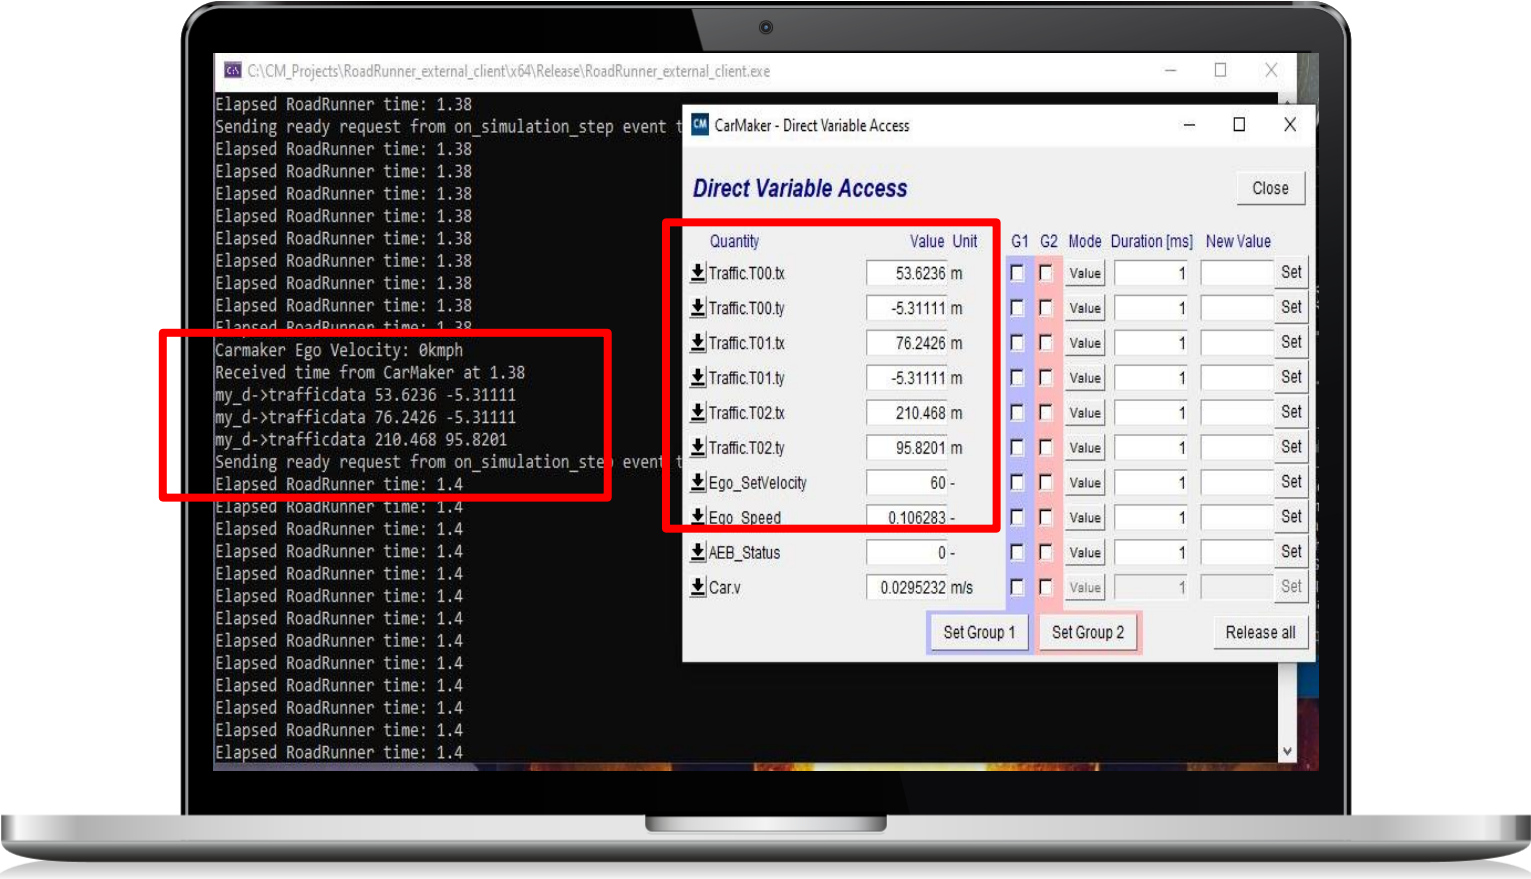 C:\CM_Projects\RoadRunner_external_client\x64\Release\RoadRunner_external_client.exe
Elapsed RoadRunner time: 1.38
Sending ready request from on_simulation_step event t
Elapsed RoadRunner time: 1.38
Elapsed RoadRunner time: 1.38
Elapsed RoadRunner time: 1.38
Elapsed RoadRunner time: 1.38
Elapsed RoadRunner time: 1.38
Elapsed RoadRunner time: 1.38
Elapsed RoadRunner time: 1.38
Elapsed RoadRunner time: 1.38
Elapsed RoadRunner time: 1.38
Carmaker Ego Velocity: 0kmph
Received time from CarMaker at 1.38
my_d->trafficdata 53.6236 -5.31111
my_d->trafficdata 76.2426 -5.31111
my_d->trafficdata 210.468 95.8201
Sending ready request from on_simulation_step event t
Elapsed RoadRunner time: 1.4
Elapsed RoadRunner time: 1.4
Elapsed RoadRunner time: 1.4
Elapsed RoadRunner time: 1.4
Elapsed RoadRunner time: 1.4
Elapsed RoadRunner time: 1.4
Elapsed RoadRunner time: 1.4
Elapsed RoadRunner time: 1.4
Elapsed RoadRunner time: 1.4
Elapsed RoadRunner time: 1.4
Elapsed RoadRunner time: 1.4
Elapsed RoadRunner time: 1.4
Elapsed RoadRunner time: 1.4
CM CarMaker - Direct Variable Access
Direct Variable Access Close
Quantity Value Unit G1 G2 Mode Duration [ms] New Value
Traffic.T00.tx 53.6236 m Value 1 Set
Traffic.T00.ty -5.31111 m Value 1 Set
Traffic.T01.tx 76.2426 m Value 1 Set
Traffic.T01.ty -5.31111 m Value 1 Set
Traffic.T02.tx 210.468 m Value 1 Set
Traffic.T02.ty 95.8201 m Value 1 Set
Ego_SetVelocity 60 - Value 1 Set
Ego_Speed 0.106283 - Value 1 Set
AEB_Status 0 - Value 1 Set
Car.v 0.0295232 m/s Value 1 Set
Set Group 1 Set Group 2 Release all